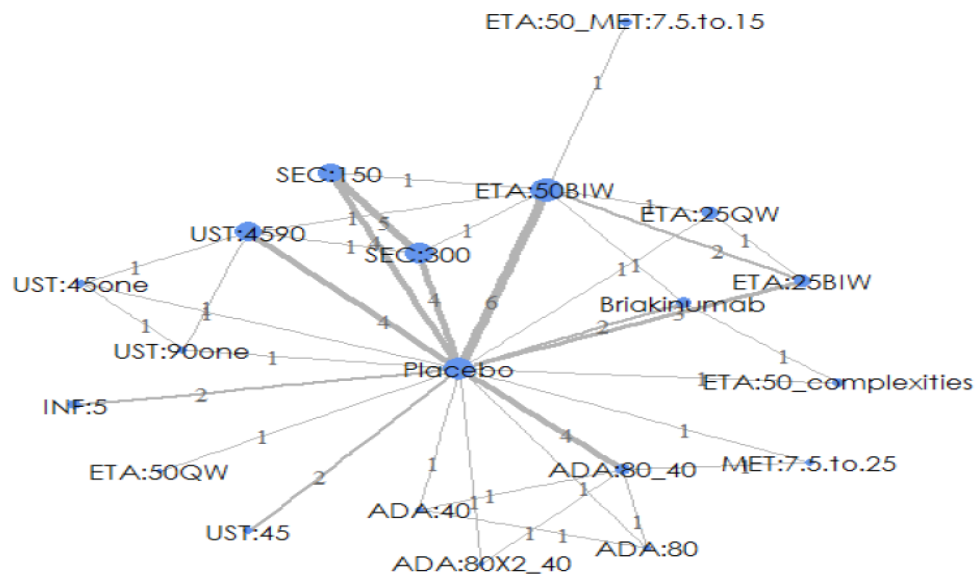 ETA:50_MET:7.5.to.15
1
SEC:150
1
ETA:50BIW
1
ETA:25QW
UST:4590
1
5
1
4
SEC:300
1
1
2
1
1
1
UST:45one
1
ETA:25BIW
4
6
Briakinumab
1
1
4
2
3
UST:90one
1
1
Placebo
1
ETA:50_complexities
INF:5
2
1
4
1
ETA:50QW
2
1
ADA:80_40
1
MET:7.5.to.25
ADA:40
1
1
1
UST:45
1
1
1
ADA:80
ADA:80X2_40